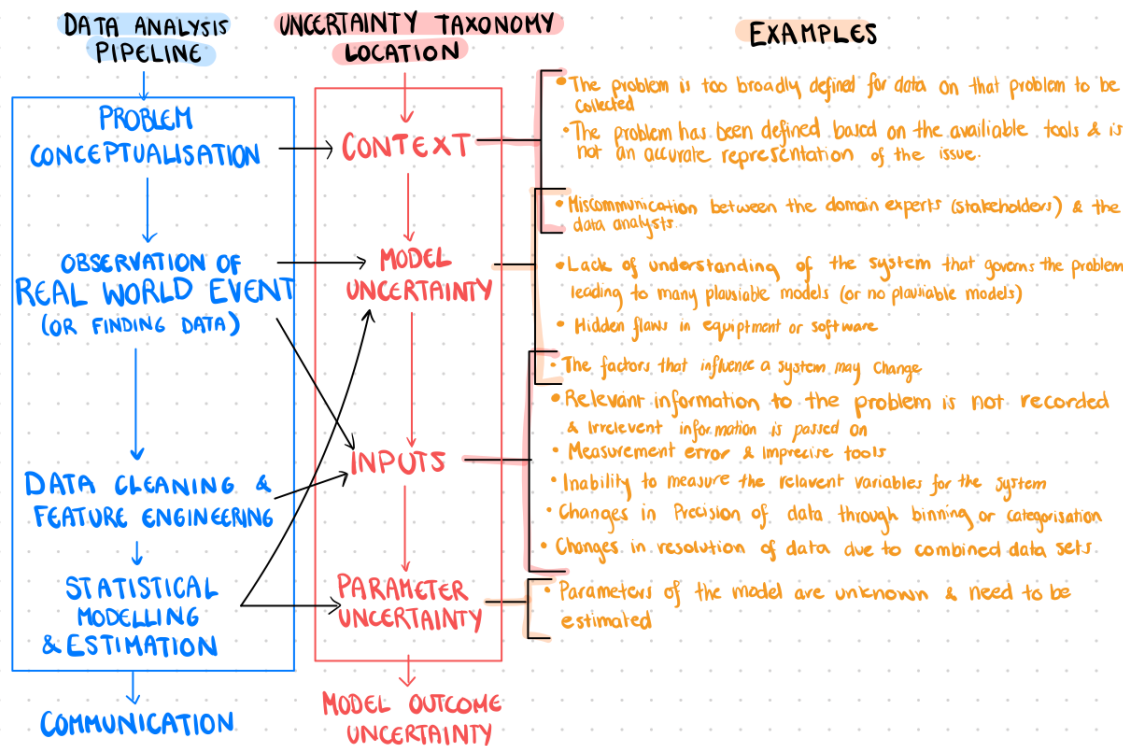 DATA ANALYSIS
PIPELINE
UNCERTAINTY TAXONOMY
LOCATION
EXAMPLES
PROBLEM
CONCEPTUALISATION
OBSERVATION OF
REAL WORLD EVENT
(OR FINDING DATA)
DATA CLEANING &
FEATURE ENGINEERING
STATISTICAL
MODELLING
& ESTIMATION
COMMUNICATION
CONTEXT
MODEL
UNCERTAINTY
INPUTS
PARAMETER
UNCERTAINTY
MODEL OUTCOME
UNCERTAINTY
• The problem is too broadly defined for data on that problem to be
collected
• The problem has been defined based on the availiable tools & is
not an accurate representation of the issue.
• Miscommunication between the domain experts (stakeholders) & the
data analysts.
• Lack of understanding of the system that governs the problem
leading to many plausiable models (or no plausiable models)
• Hidden flaws in equiptment or software
• The factors that influence a system may change
• Relevant information to the problem is not recorded
& irrelevent information is passed on
• Measurement error & imprecise tools
• Inability to measure the relavent variables for the system
• Changes in Precision of data through binning or categorisation
• Changes in resolution of data due to combined data sets.
• Parameters of the model are unknown & need to be
estimated